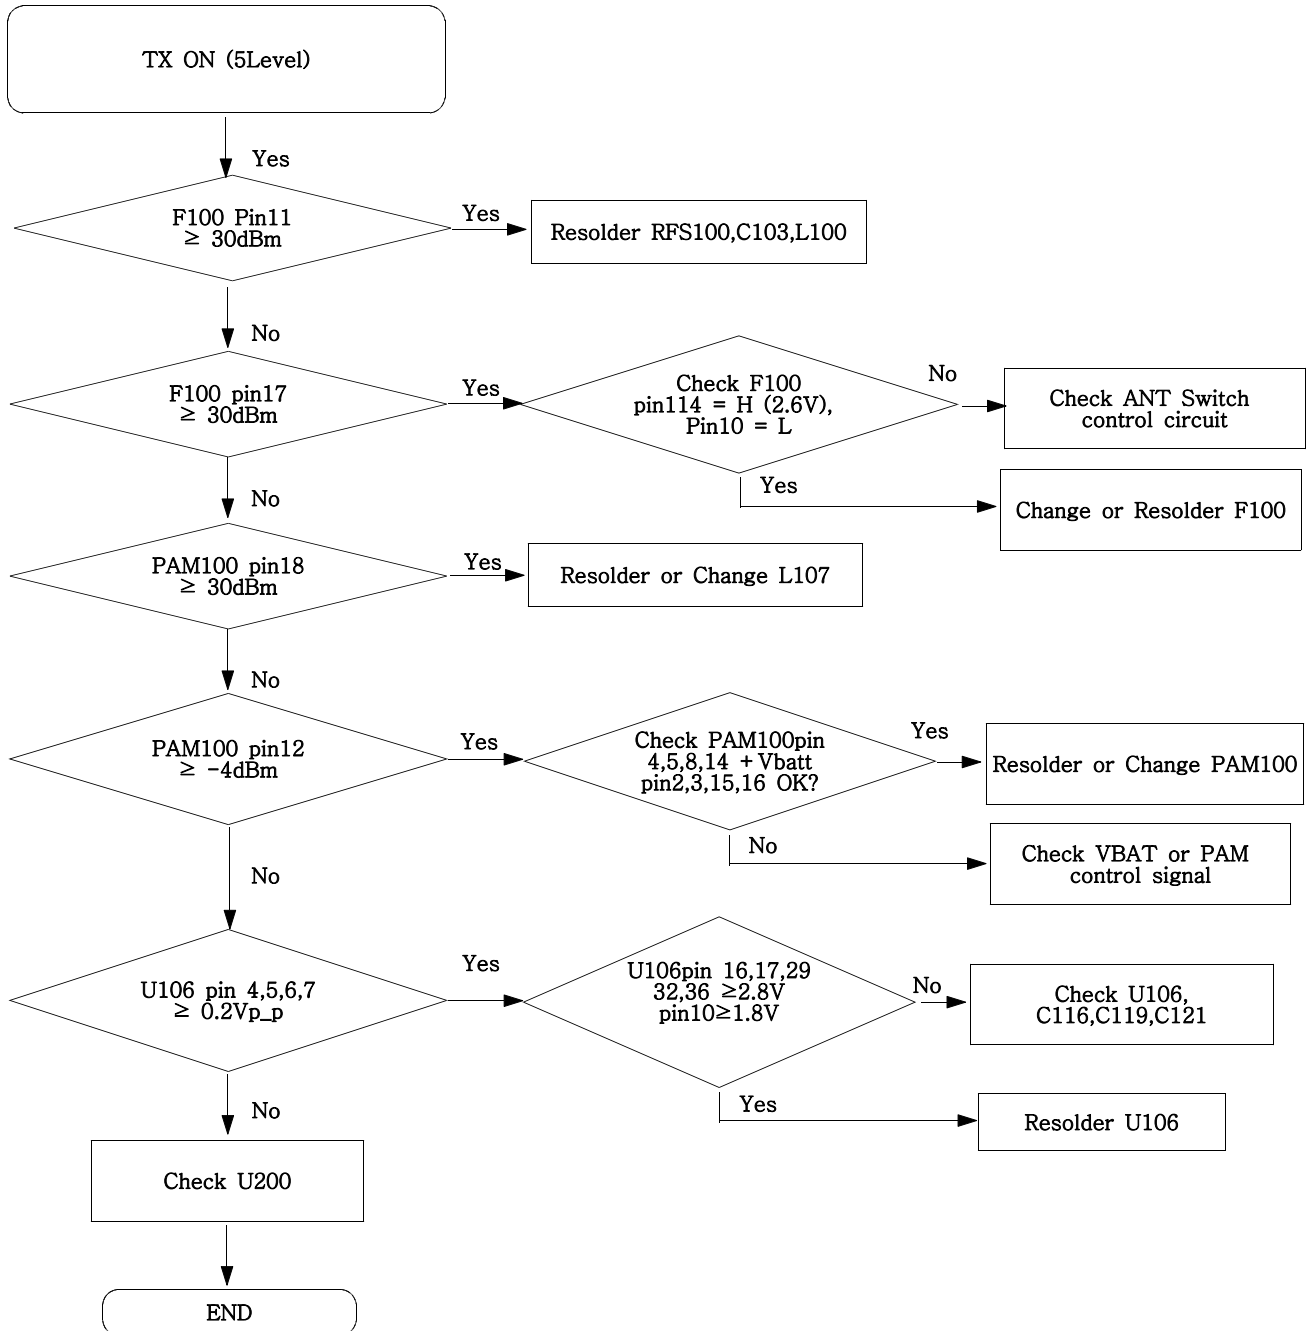 TX ON (5Level)
Yes
F100 Pin11
≥ 30dBm
Yes
Resolder RFS100,C103,L100
No
F100 pin17
≥ 30dBm
Yes
Check F100
pin114 = H (2.6V),
Pin10 = L
No
Check ANT Switch
control circuit
Yes
Change or Resolder F100
No
PAM100 pin18
≥ 30dBm
Yes
Resolder or Change L107
No
PAM100 pin12
≥ -4dBm
Yes
Check PAM100pin
4,5,8,14 +Vbatt
pin2,3,15,16 OK?
Yes
Resolder or Change PAM100
No
Check VBAT or PAM
control signal
No
U106 pin 4,5,6,7
≥ 0.2Vp_p
Yes
U106pin 16,17,29
32,36 ≥2.8V
pin10≥1.8V
No
Check U106,
C116,C119,C121
Yes
Resolder U106
No
Check U200
END